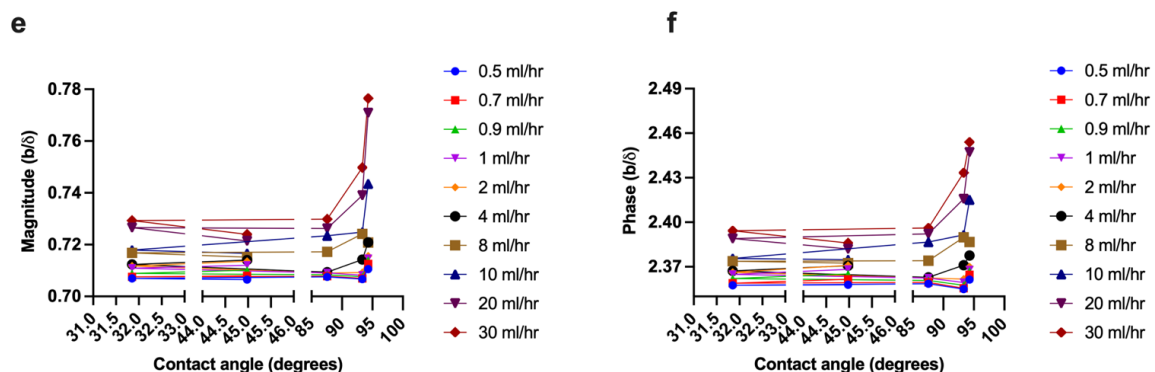 e
Magnitude (b/δ)
0.78
0.76
0.74
0.72
0.70
31.0 31.5 32.0 32.5 33.0 44.0 44.5 45.0 45.5 46.0 85 90 95 100
Contact angle (degrees)
0.5 ml/hr
0.7 ml/hr
0.9 ml/hr
1 ml/hr
2 ml/hr
4 ml/hr
8 ml/hr
10 ml/hr
20 ml/hr
30 ml/hr
f
Phase (b/δ)
2.49
2.46
2.43
2.40
2.37
31.0 31.5 32.0 32.5 33.0 44.0 44.5 45.0 45.5 46.0 85 90 95 100
Contact angle (degrees)
0.5 ml/hr
0.7 ml/hr
0.9 ml/hr
1 ml/hr
2 ml/hr
4 ml/hr
8 ml/hr
10 ml/hr
20 ml/hr
30 ml/hr